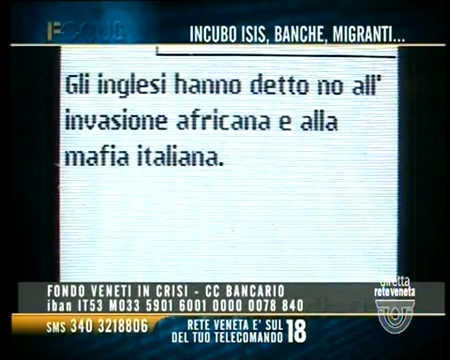 FOCUS
INCUBO ISIS, BANCHE, MIGRANTI...
Gli inglesi hanno detto no all'
invasione africana e alla
mafia italiana.
FONDO VENETI IN CRISI - CC BANCARIO
iban IT53 M033 5901 6001 0000 0078 840
diretta
reteveneta
SMS 340 3218806
RETE VENETA E' SUL
DEL TUO TELECOMANDO
18